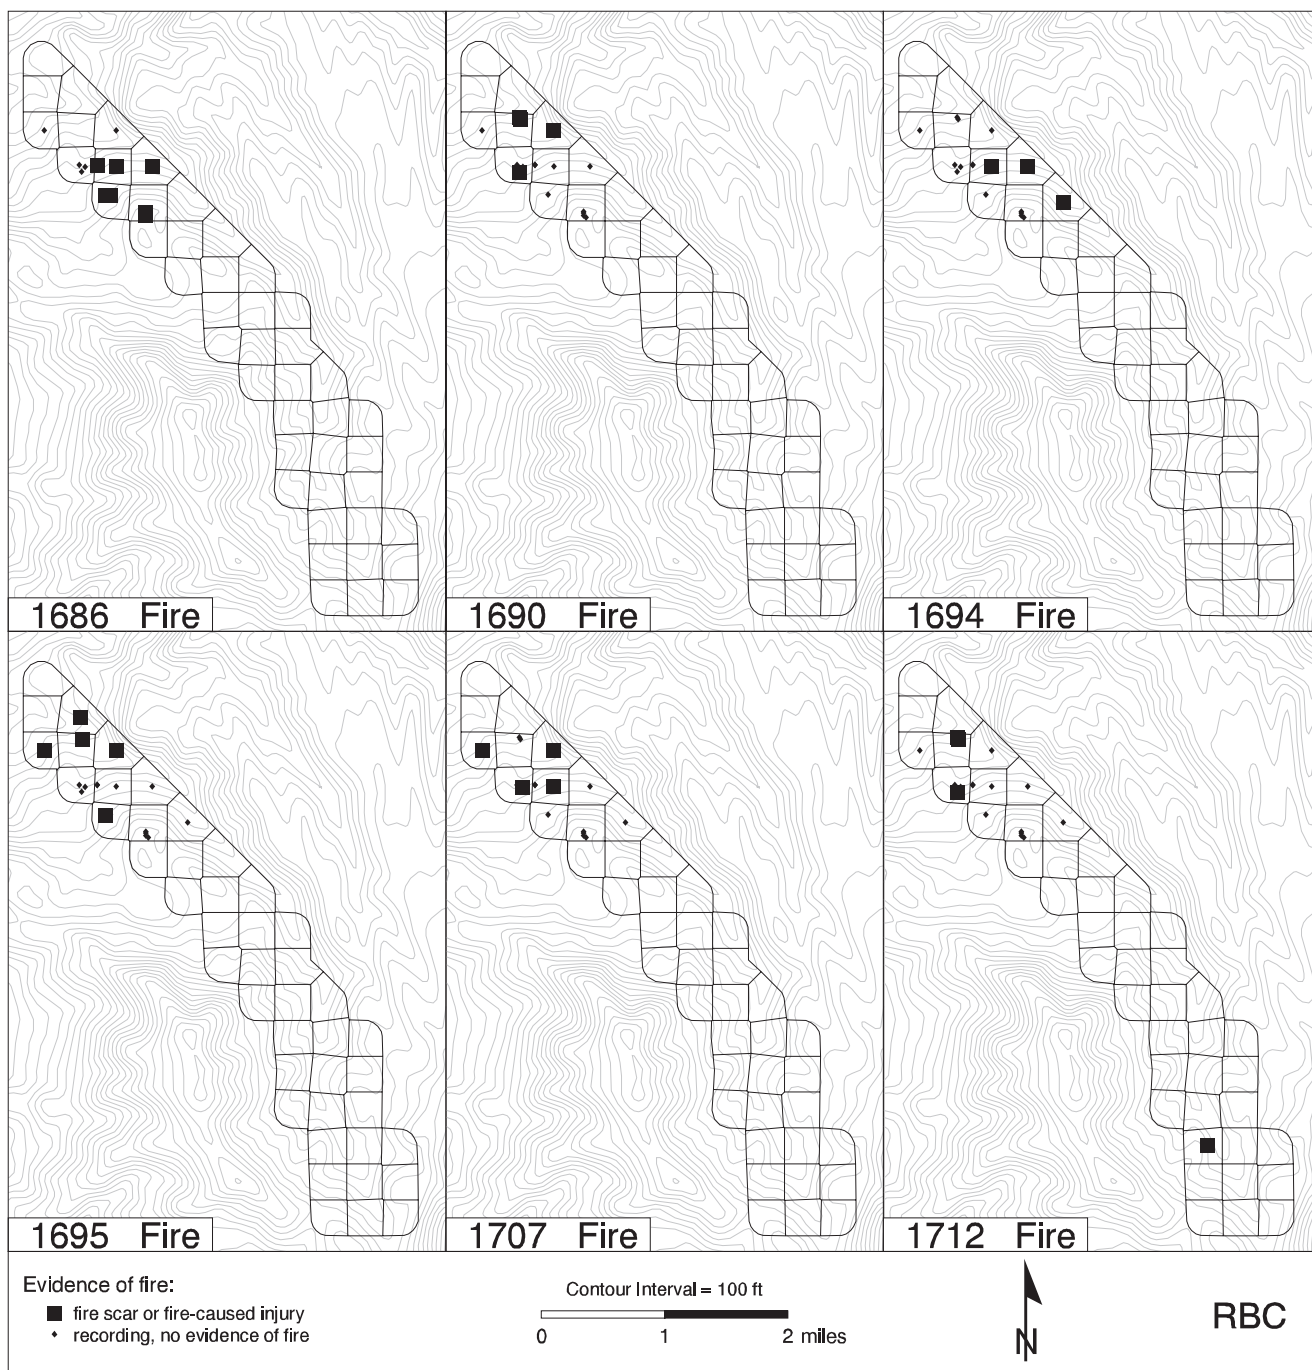 1686 Fire
1690 Fire
1694 Fire
1695 Fire
1707 Fire
1712 Fire
Evidence of fire:
fire scar or fire-caused injury
recording, no evidence of fire
Contour Interval = 100 ft
0 1 2 miles
N
RBC